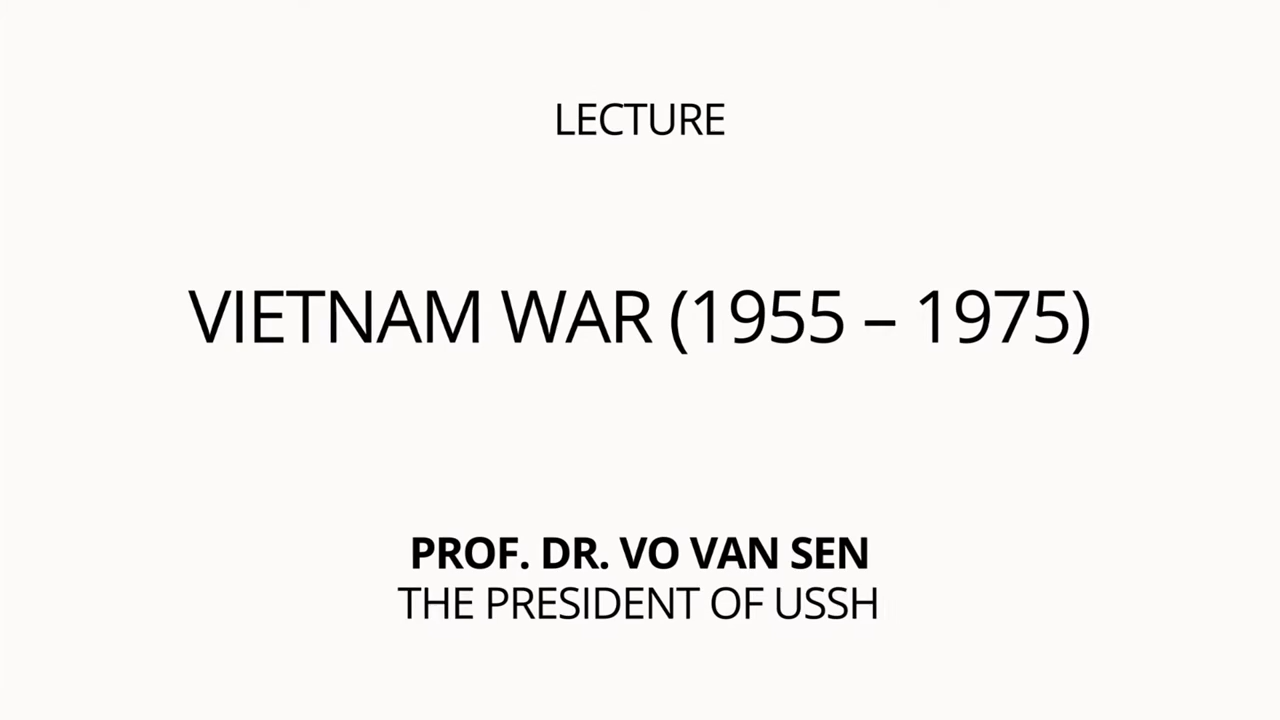 LECTURE
VIETNAM WAR (1955 – 1975)
PROF. DR. VO VAN SEN
THE PRESIDENT OF USSH